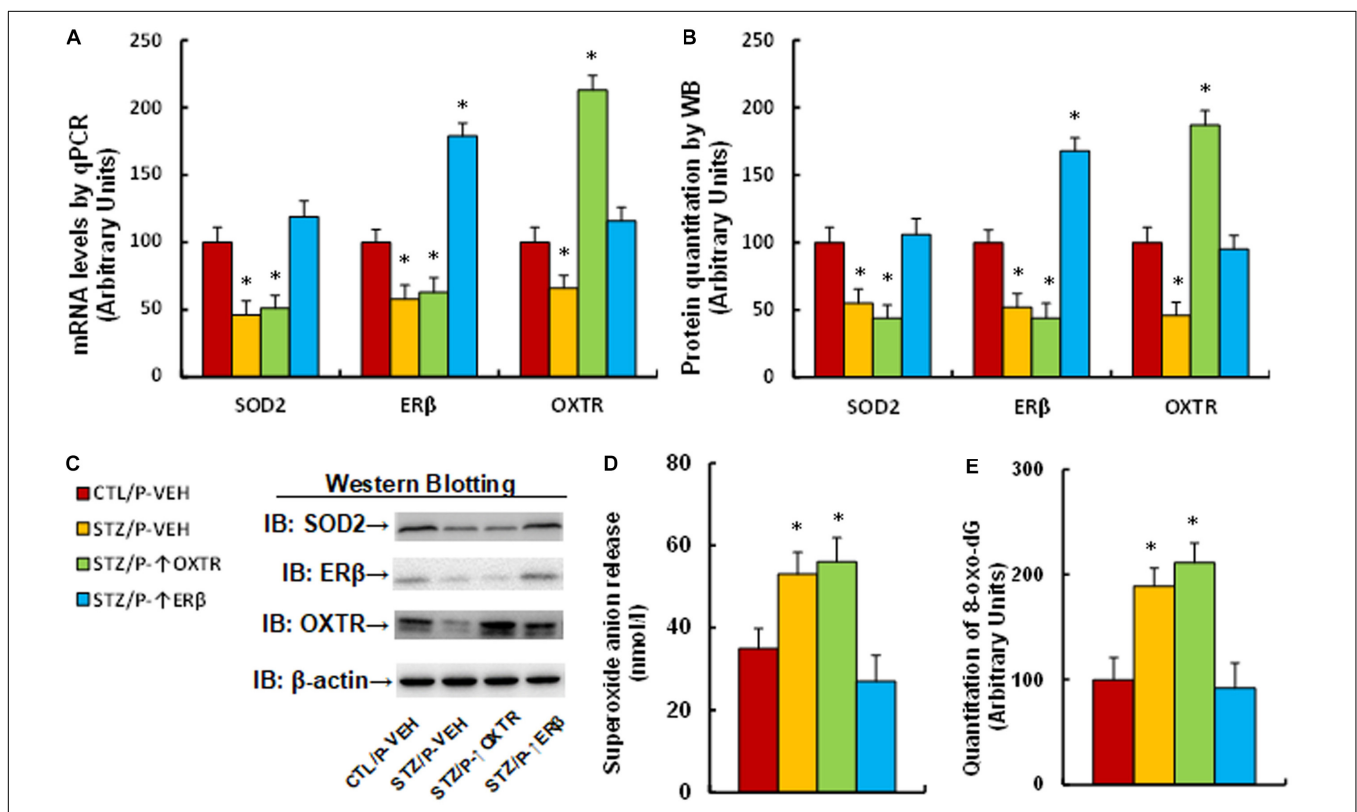 A
mRNA levels by qPCR
(Arbitrary Units)
250
200
150
100
50
0
*
*
*
*
*
*
*
SOD2
ERβ
OXTR
B
Protein quantitation by WB
(Arbitrary Units)
250
200
150
100
50
0
*
*
*
*
*
*
*
SOD2
ERβ
OXTR
C
CTL/P-VEH
STZ/P-VEH
STZ/P-↑OXTR
STZ/P-↑ERβ
Western Blotting
IB: SOD2→
IB: ERβ→
IB: OXTR→
IB: β-actin→
CTL/P-VEH
STZ/P-VEH
STZ/P-↑OXTR
STZ/P-↑ERβ
D
Superoxide anion release
(nmol/l)
80
60
40
20
0
*
*
E
Quantitation of 8-oxo-dG
(Arbitrary Units)
300
200
100
0
*
*